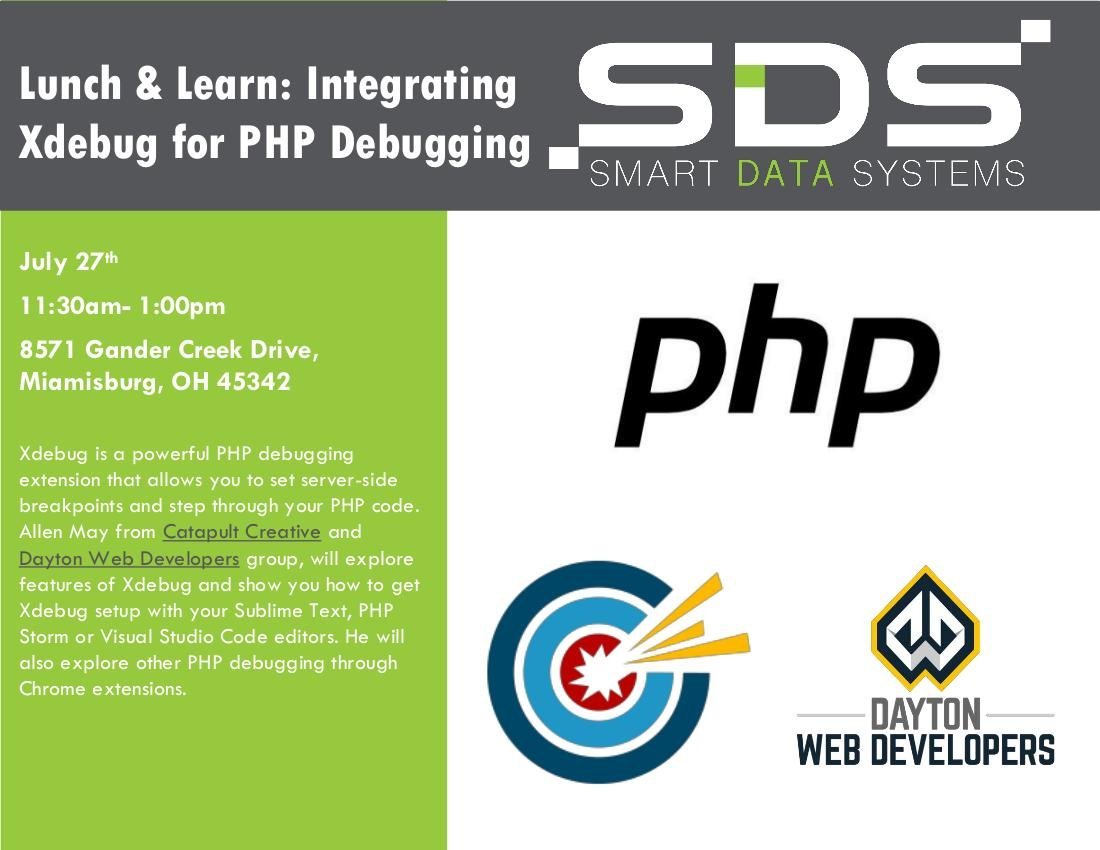 Lunch & Learn: Integrating
Xdebug for PHP Debugging
SDS
SMART DATA SYSTEMS
July 27th
11:30am- 1:00pm
8571 Gander Creek Drive,
Miamisburg, OH 45342
Xdebug is a powerful PHP debugging
extension that allows you to set server-side
breakpoints and step through your PHP code.
Allen May from Catapult Creative and
Dayton Web Developers group, will explore
features of Xdebug and show you how to get
Xdebug setup with your Sublime Text, PHP
Storm or Visual Studio Code editors. He will
also explore other PHP debugging through
Chrome extensions.
php
DAYTON
WEB DEVELOPERS